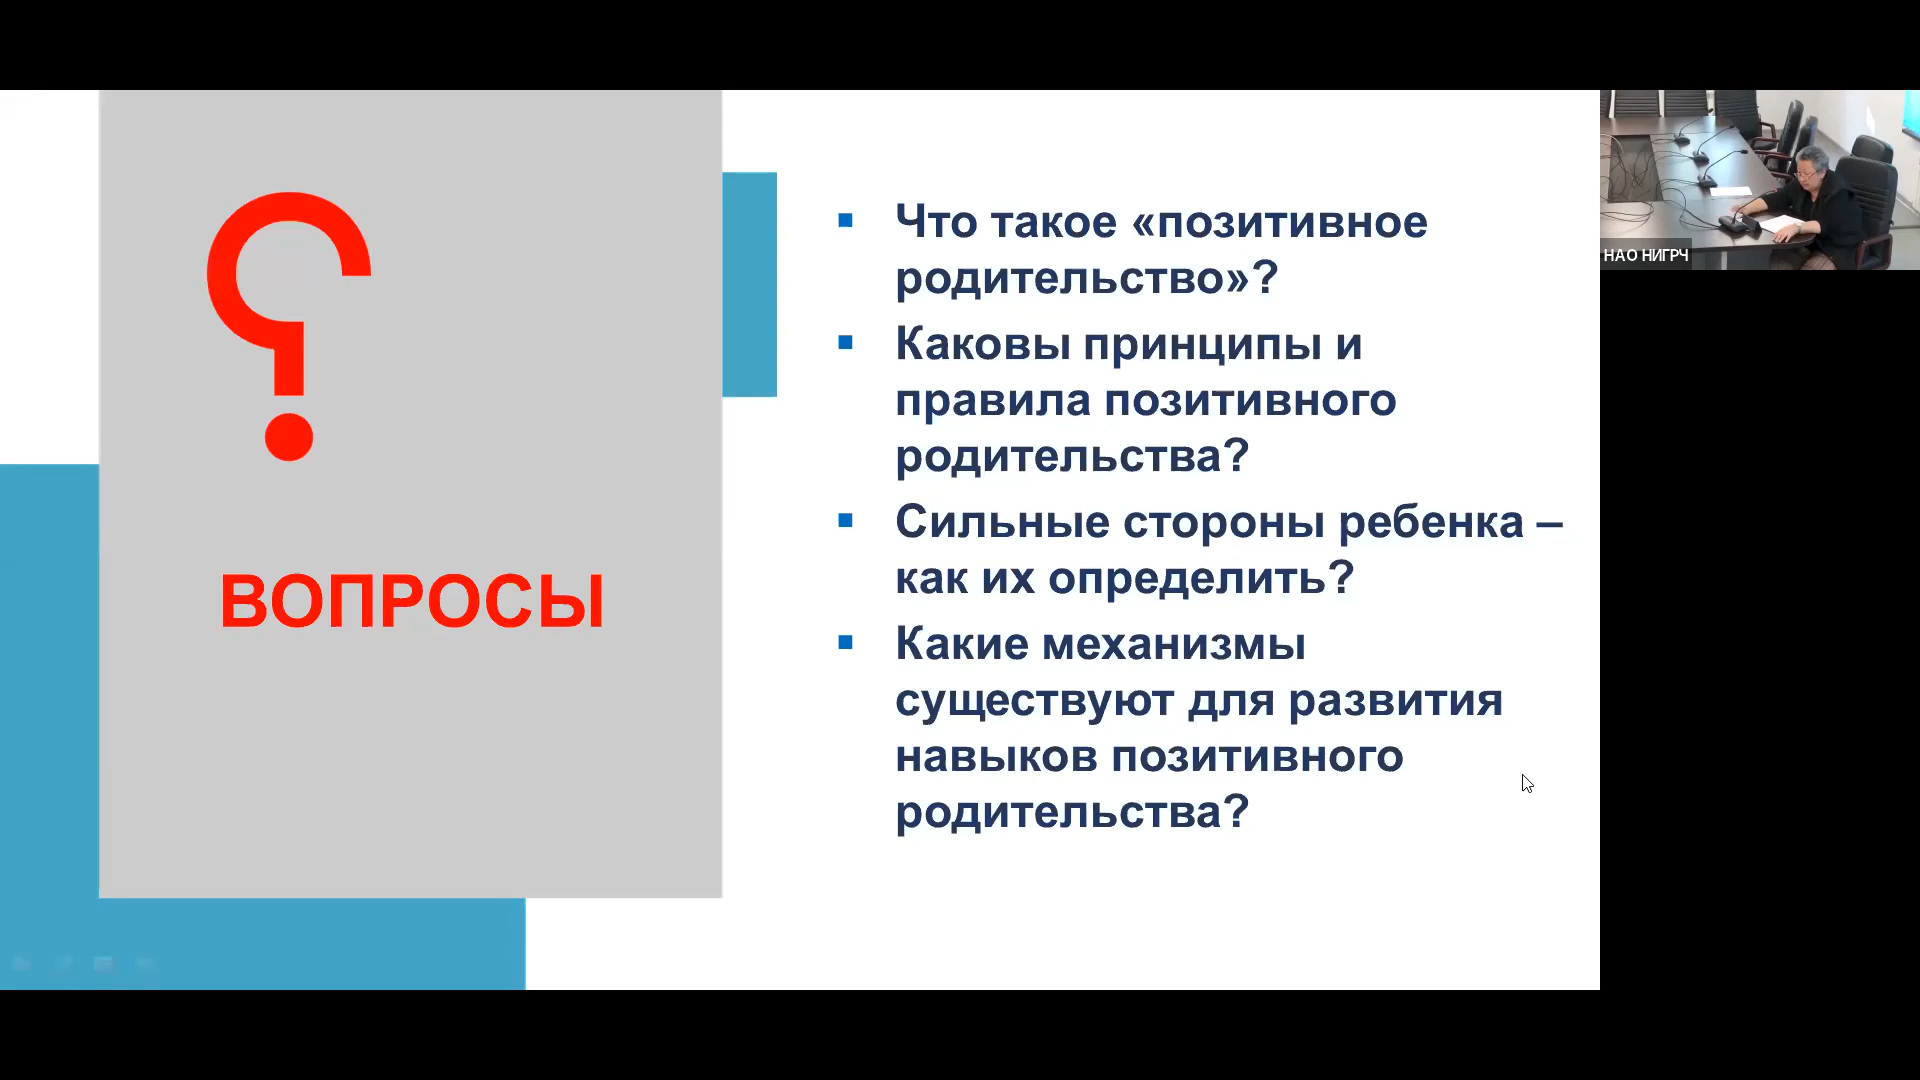 ВОПРОСЫ
Что такое «позитивное
родительство»?
Каковы принципы и
правила позитивного
родительства?
Сильные стороны ребенка –
как их определить?
Какие механизмы
существуют для развития
навыков позитивного
родительства?
НАО НИГРЧ